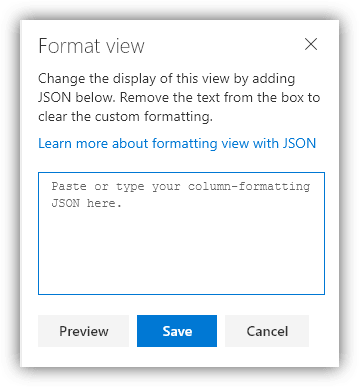 Format view
Change the display of this view by adding
JSON below. Remove the text from the box to
clear the custom formatting.
Learn more about formatting view with JSON
Paste or type your column-formatting
JSON here.
Preview Save Cancel